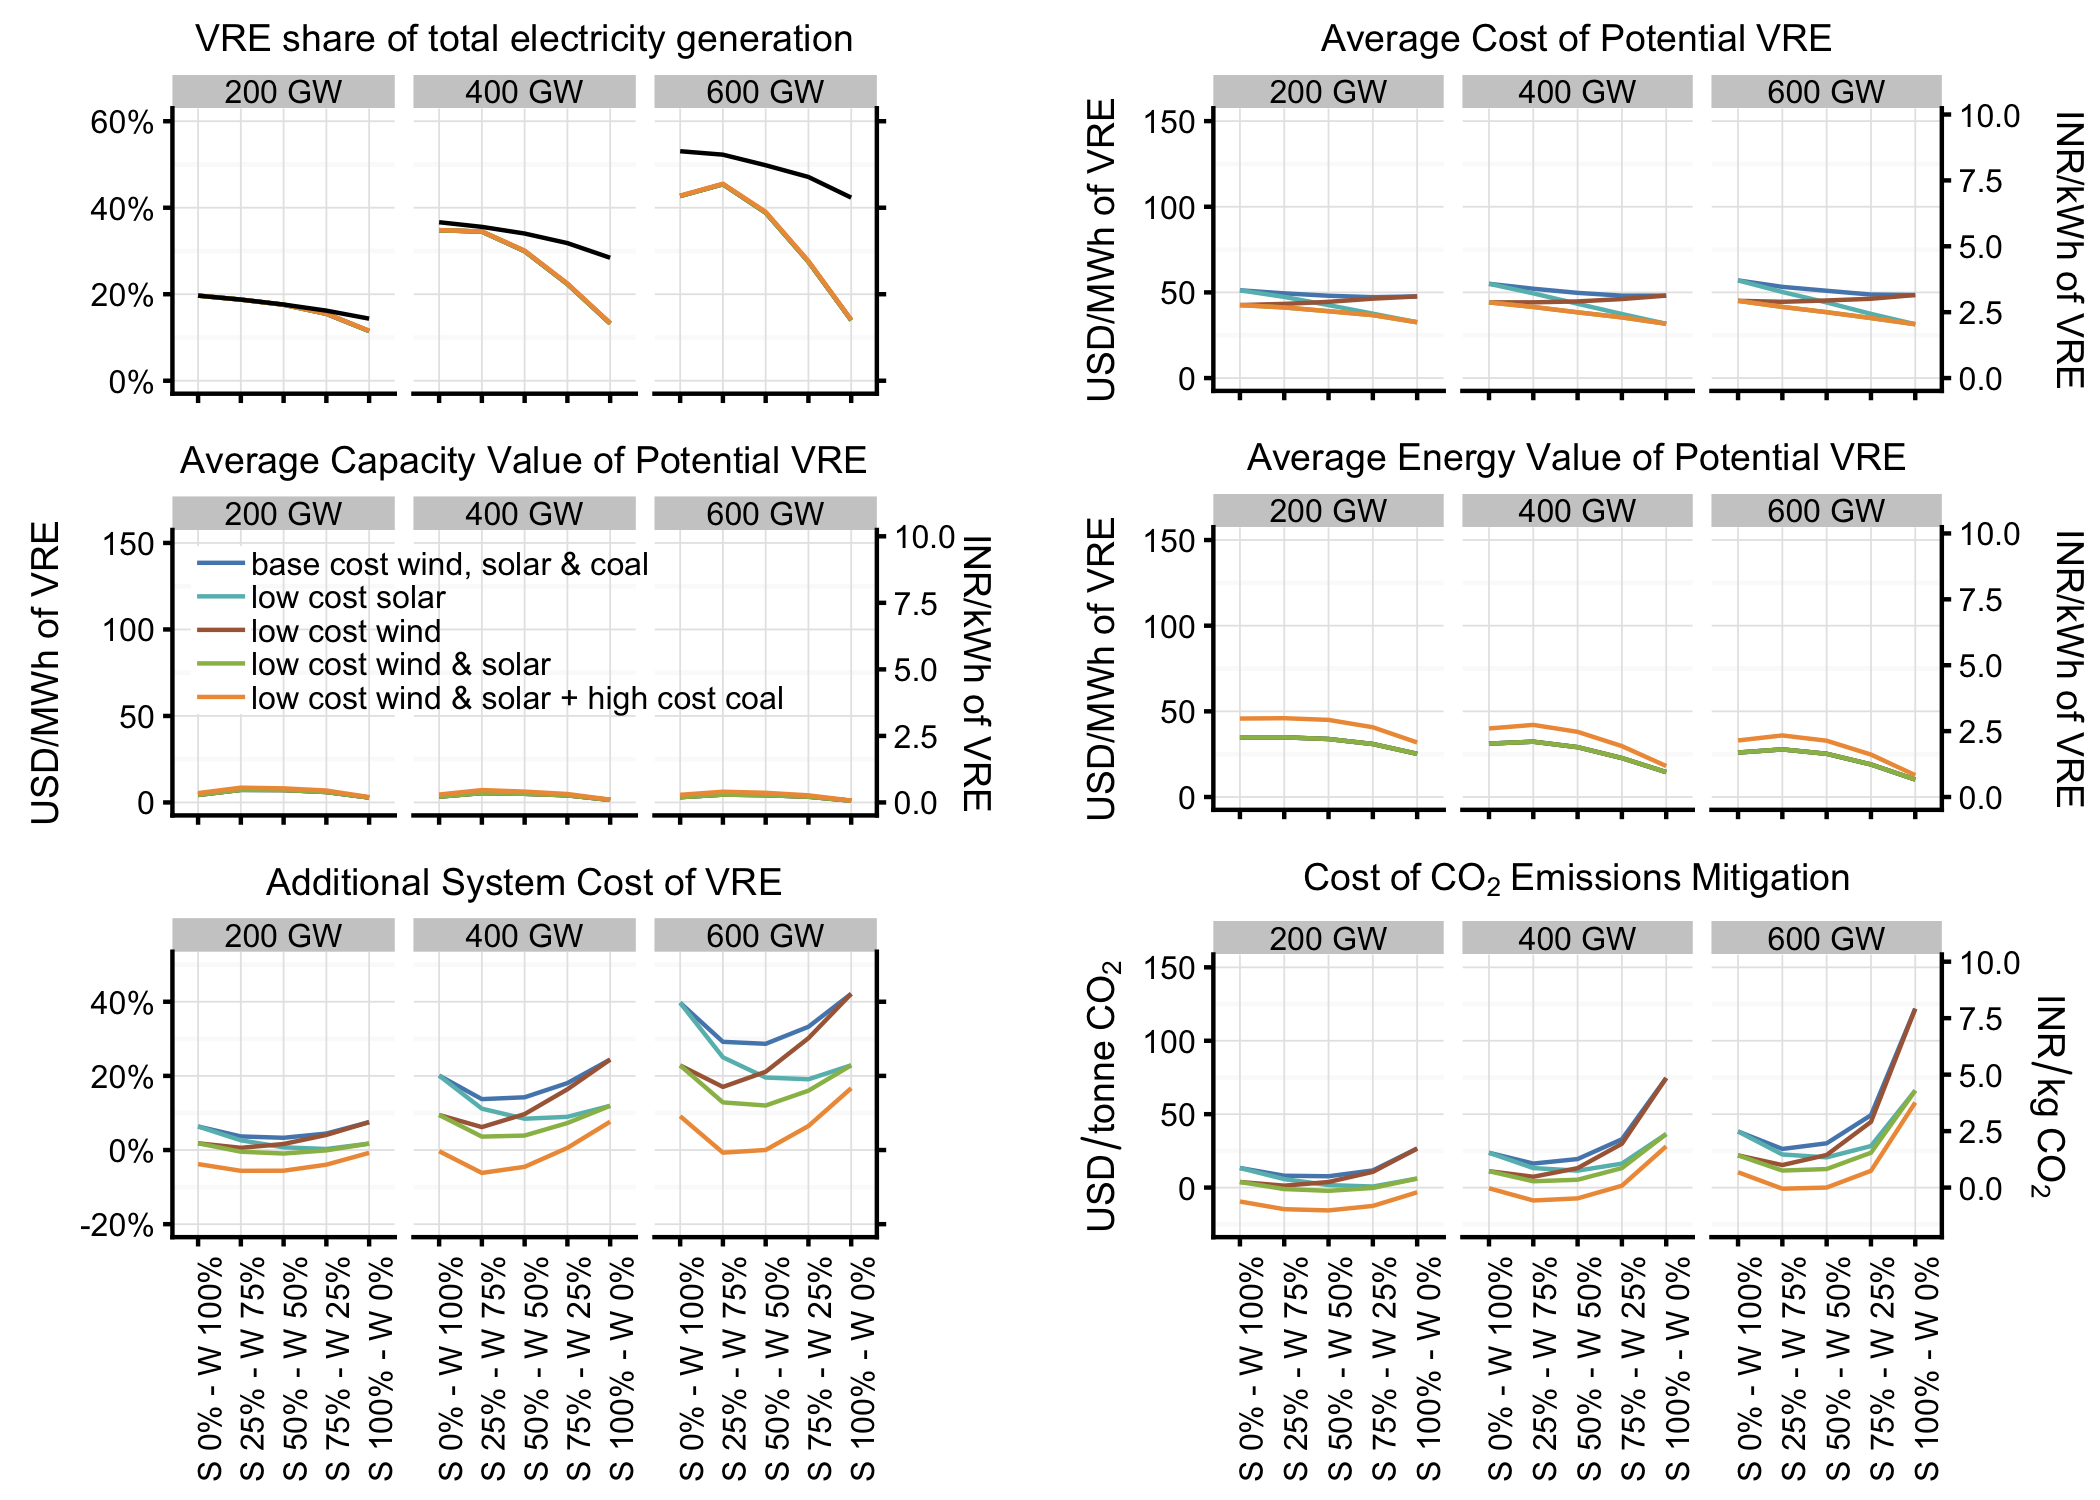 VRE share of total electricity generation
200 GW 400 GW 600 GW
60%
40%
20%
0%
Average Cost of Potential VRE
USD/MWh of VRE
200 GW 400 GW 600 GW
150
100
50
0
10.0
7.5
5.0
2.5
0.0
INR/kWh of VRE
Average Capacity Value of Potential VRE
USD/MWh of VRE
200 GW 400 GW 600 GW
150
100
50
0
base cost wind, solar & coal
low cost solar
low cost wind
low cost wind & solar
low cost wind & solar + high cost coal
10.0
7.5
5.0
2.5
0.0
INR/kWh of VRE
Average Energy Value of Potential VRE
USD/MWh of VRE
200 GW 400 GW 600 GW
150
100
50
0
10.0
7.5
5.0
2.5
0.0
INR/kWh of VRE
Additional System Cost of VRE
200 GW 400 GW 600 GW
40%
20%
0%
-20%
S 0% - W 100%
S 25% - W 75%
S 50% - W 50%
S 75% - W 25%
S 100% - W 0%
S 0% - W 100%
S 25% - W 75%
S 50% - W 50%
S 75% - W 25%
S 100% - W 0%
S 0% - W 100%
S 25% - W 75%
S 50% - W 50%
S 75% - W 25%
S 100% - W 0%
Cost of CO₂ Emissions Mitigation
USD/tonne CO₂
200 GW 400 GW 600 GW
150
100
50
0
10.0
7.5
5.0
2.5
0.0
INR/kg CO₂
S 0% - W 100%
S 25% - W 75%
S 50% - W 50%
S 75% - W 25%
S 100% - W 0%
S 0% - W 100%
S 25% - W 75%
S 50% - W 50%
S 75% - W 25%
S 100% - W 0%
S 0% - W 100%
S 25% - W 75%
S 50% - W 50%
S 75% - W 25%
S 100% - W 0%